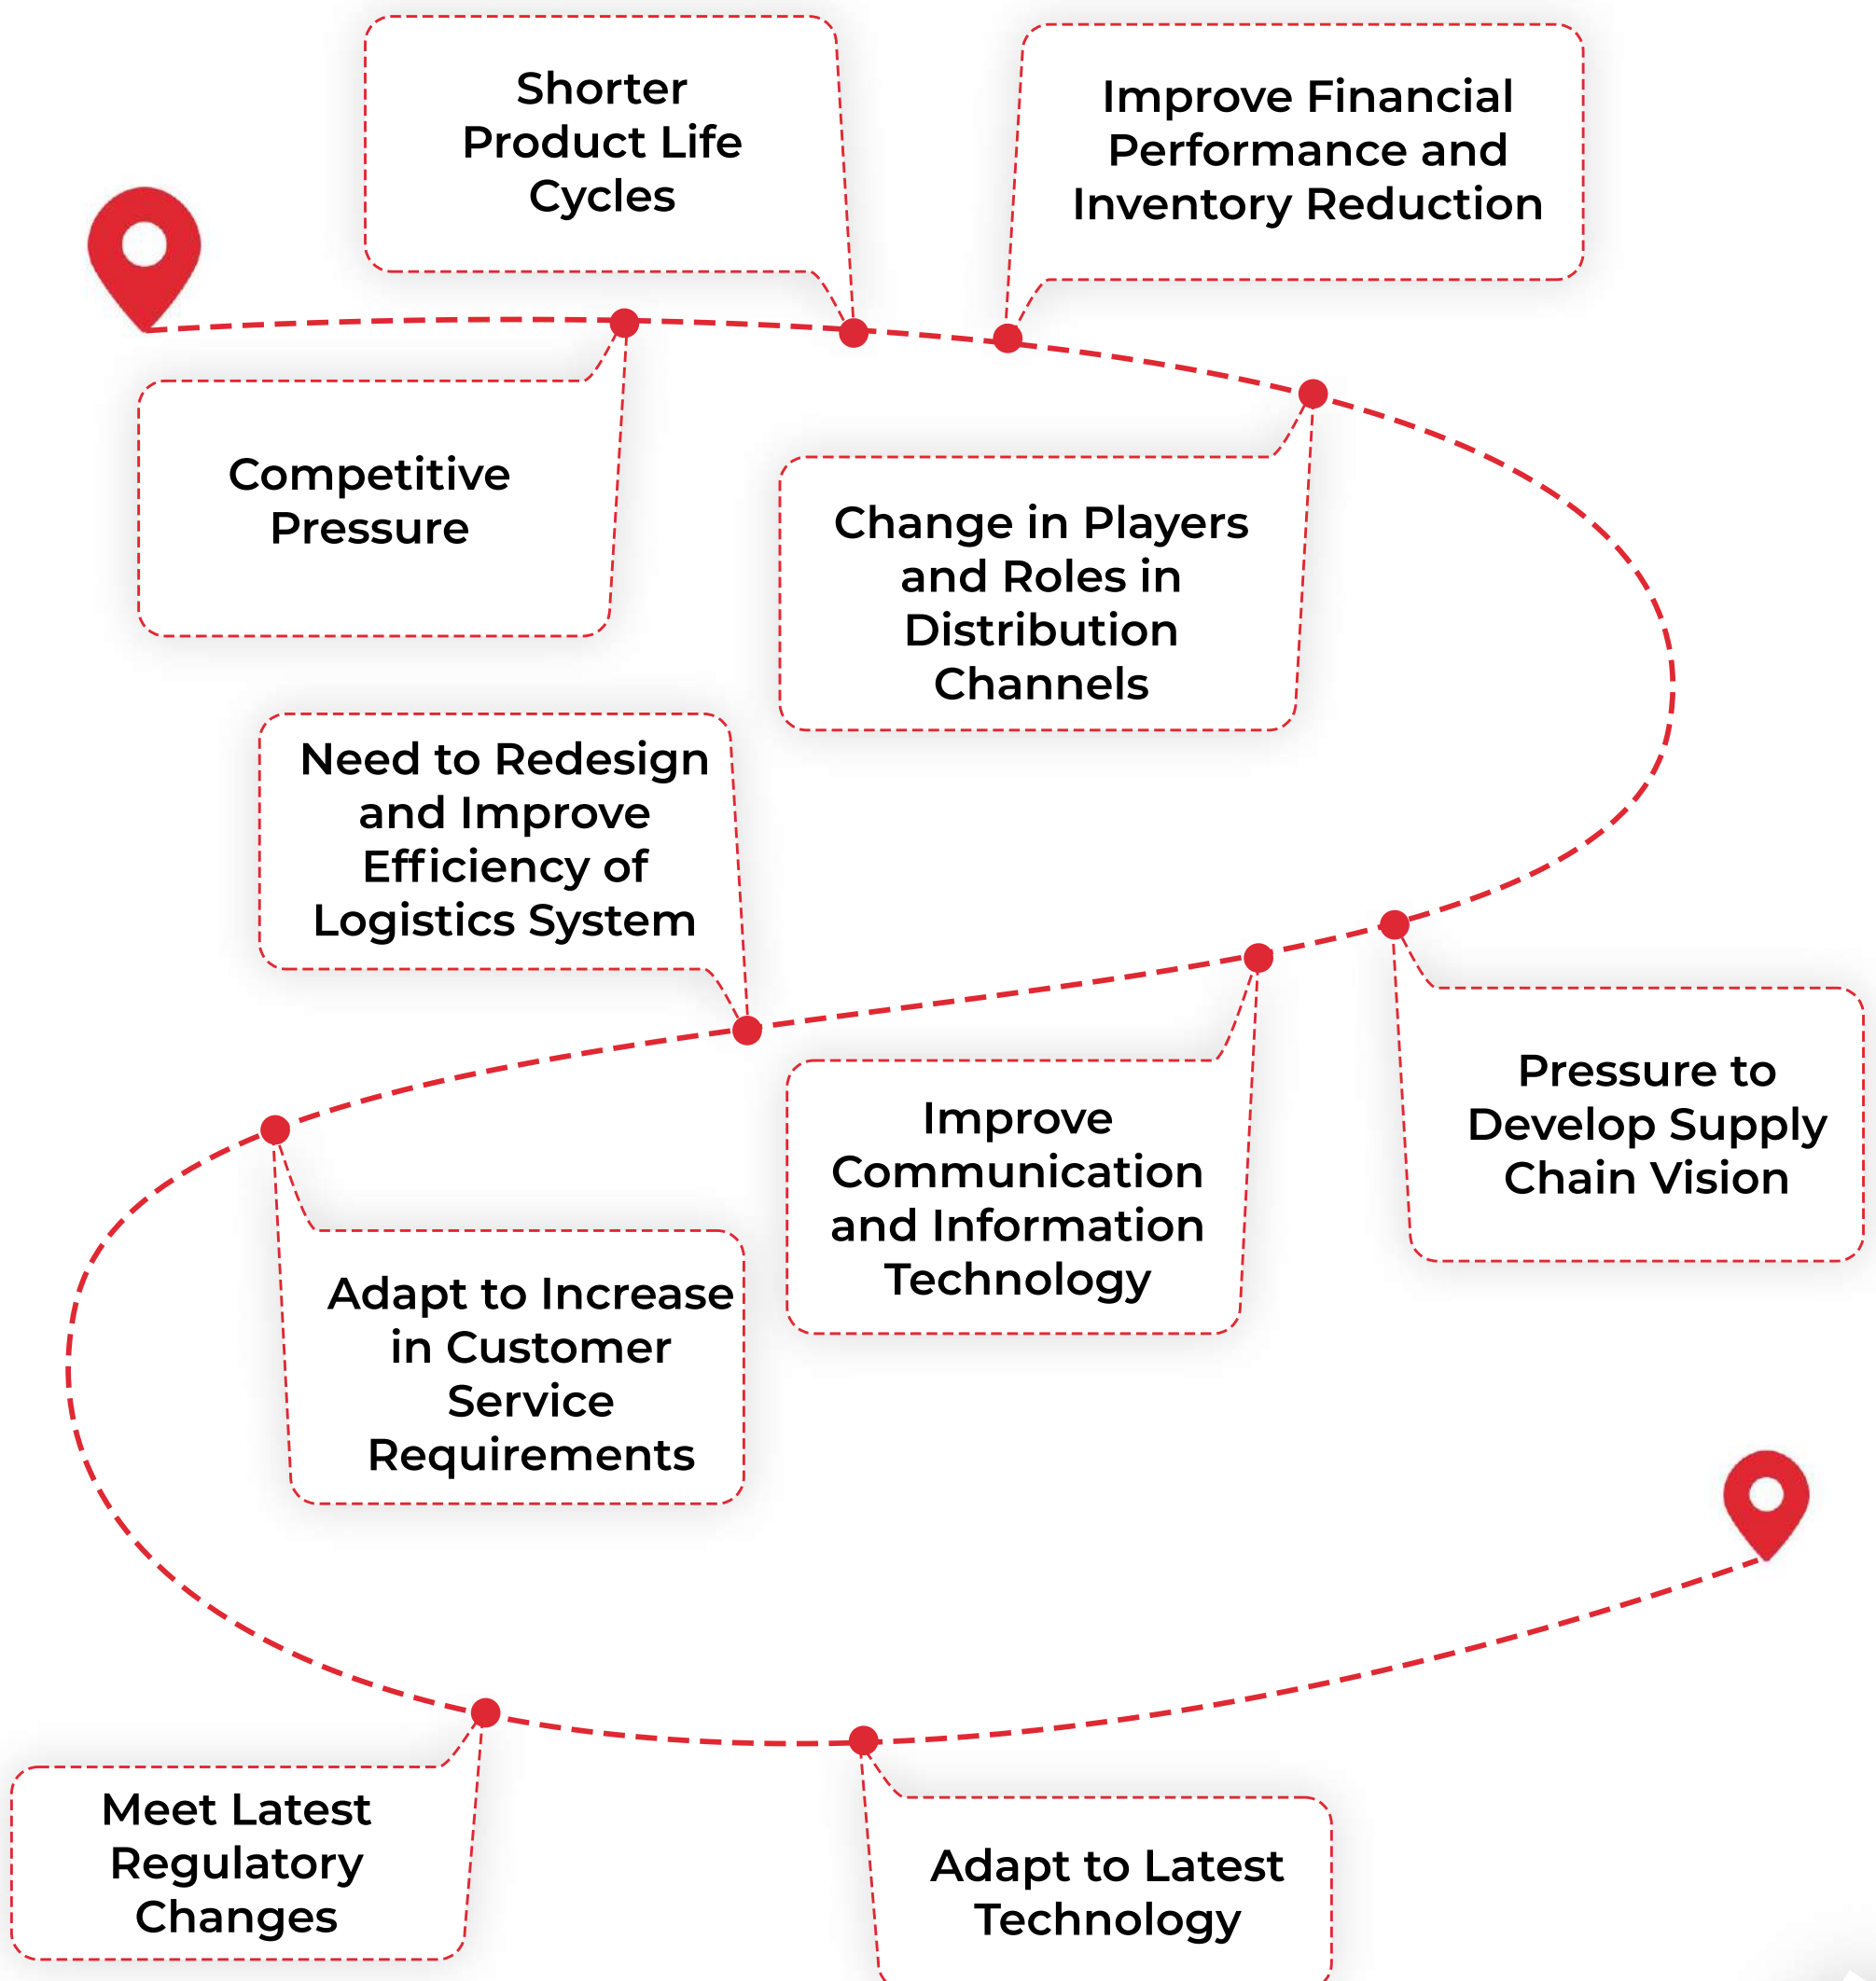 Shorter
Product Life
Cycles
Improve Financial
Performance and
Inventory Reduction
Competitive
Pressure
Change in Players
and Roles in
Distribution
Channels
Need to Redesign
and Improve
Efficiency of
Logistics System
Pressure to
Develop Supply
Chain Vision
Improve
Communication
and Information
Technology
Adapt to Increase
in Customer
Service
Requirements
Meet Latest
Regulatory
Changes
Adapt to Latest
Technology